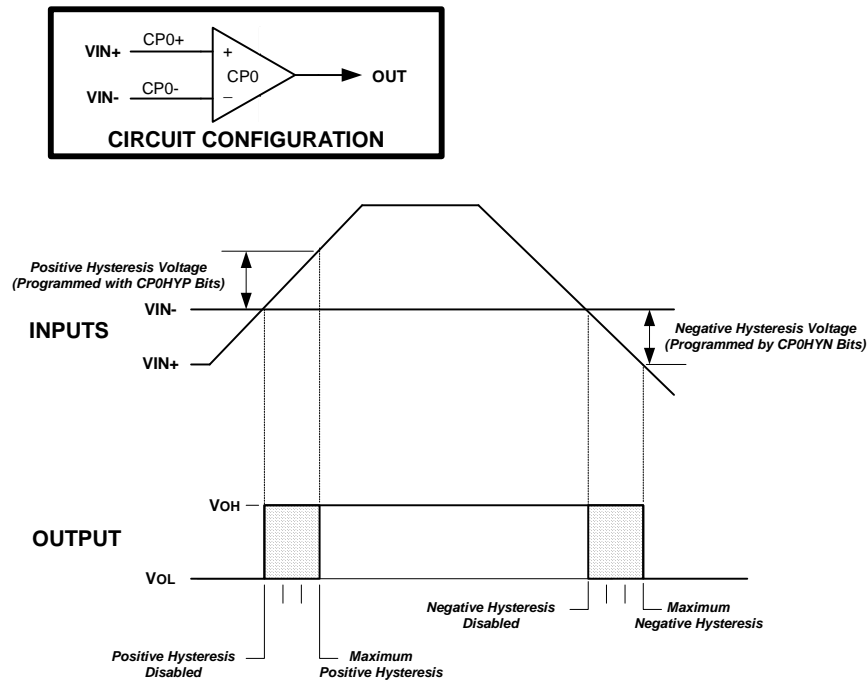 VIN+ CP0+
+
CP0
OUT
VIN- CP0-
–
CIRCUIT CONFIGURATION
Positive Hysteresis Voltage
(Programmed with CP0HYP Bits)
VIN-
INPUTS
VIN+
Negative Hysteresis Voltage
(Programmed by CP0HYN Bits)
VOH
OUTPUT
VOL
Negative Hysteresis
Disabled
Maximum
Negative Hysteresis
Positive Hysteresis
Disabled
Maximum
Positive Hysteresis